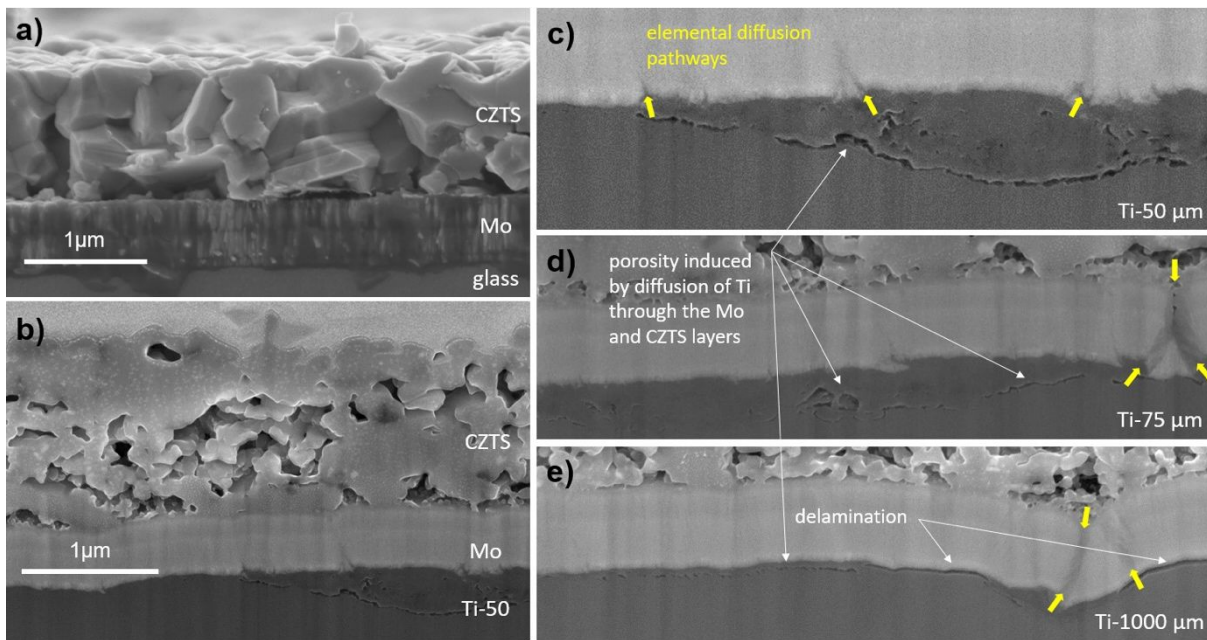 a)
CZTS
Mo
1µm
glass
b)
CZTS
1µm
Mo
Ti-50
c)
elemental diffusion
pathways
Ti-50 µm
d)
porosity induced
by diffusion of Ti
through the Mo
and CZTS layers
Ti-75 µm
e)
delamination
Ti-1000 µm